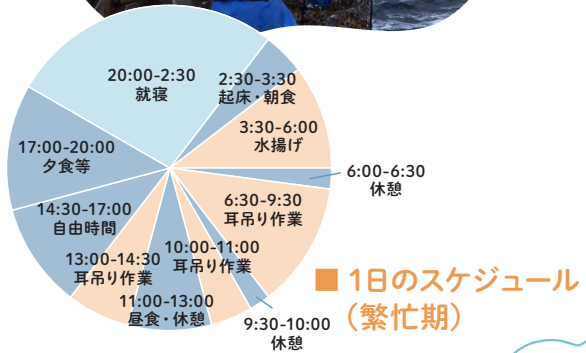 20:00-2:30
就寝
2:30-3:30
起床・朝食
3:30-6:00
水揚げ
6:00-6:30
休憩
6:30-9:30
耳吊り作業
9:30-10:00
休憩
10:00-11:00
耳吊り作業
11:00-13:00
昼食・休憩
13:00-14:30
耳吊り作業
14:30-17:00
自由時間
17:00-20:00
夕食等
■ 1日のスケジュール
（繁忙期）